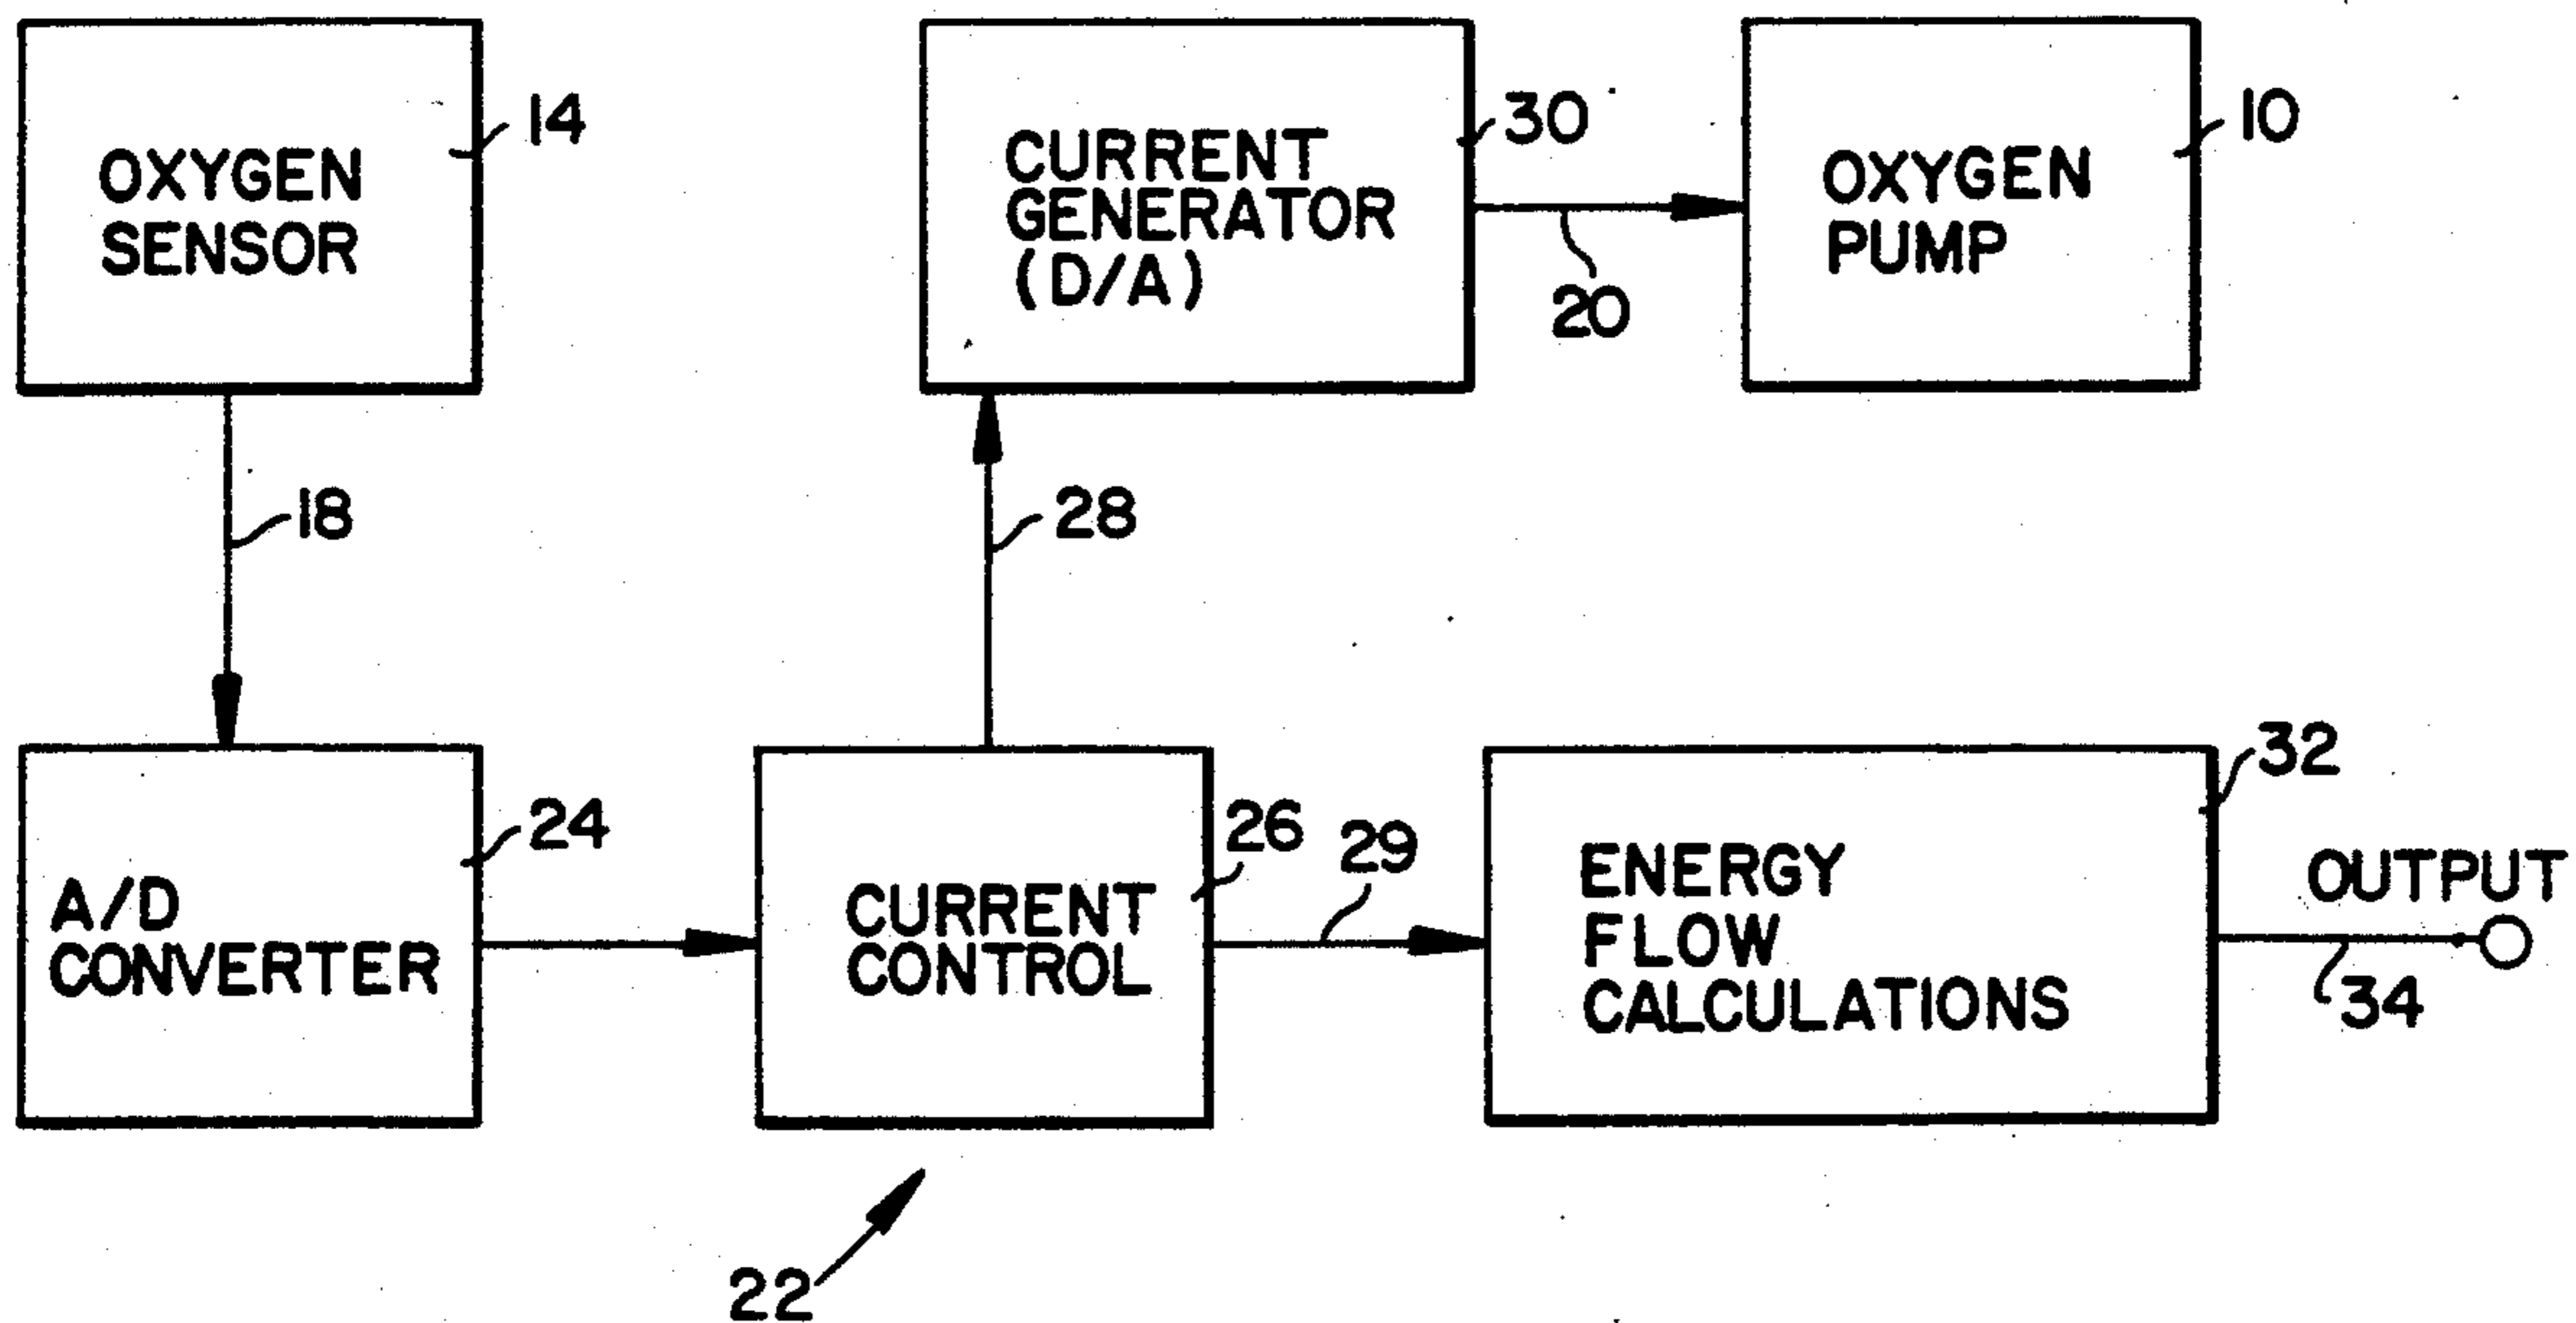 OXYGEN
SENSOR
14
CURRENT
GENERATOR
(D/A)
30
20
OXYGEN
PUMP
10
18
28
A/D
CONVERTER
24
CURRENT
CONTROL
26
29
ENERGY
FLOW
CALCULATIONS
32
OUTPUT
34
22